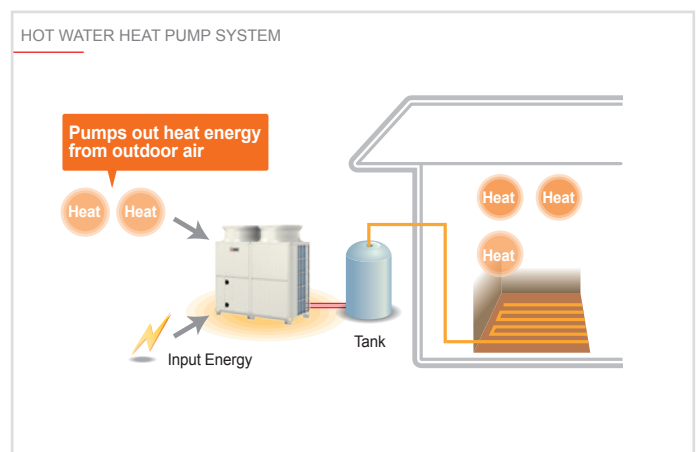 HOT WATER HEAT PUMP SYSTEM
Pumps out heat energy
from outdoor air
Heat Heat
Heat Heat
Heat
Tank
Input Energy